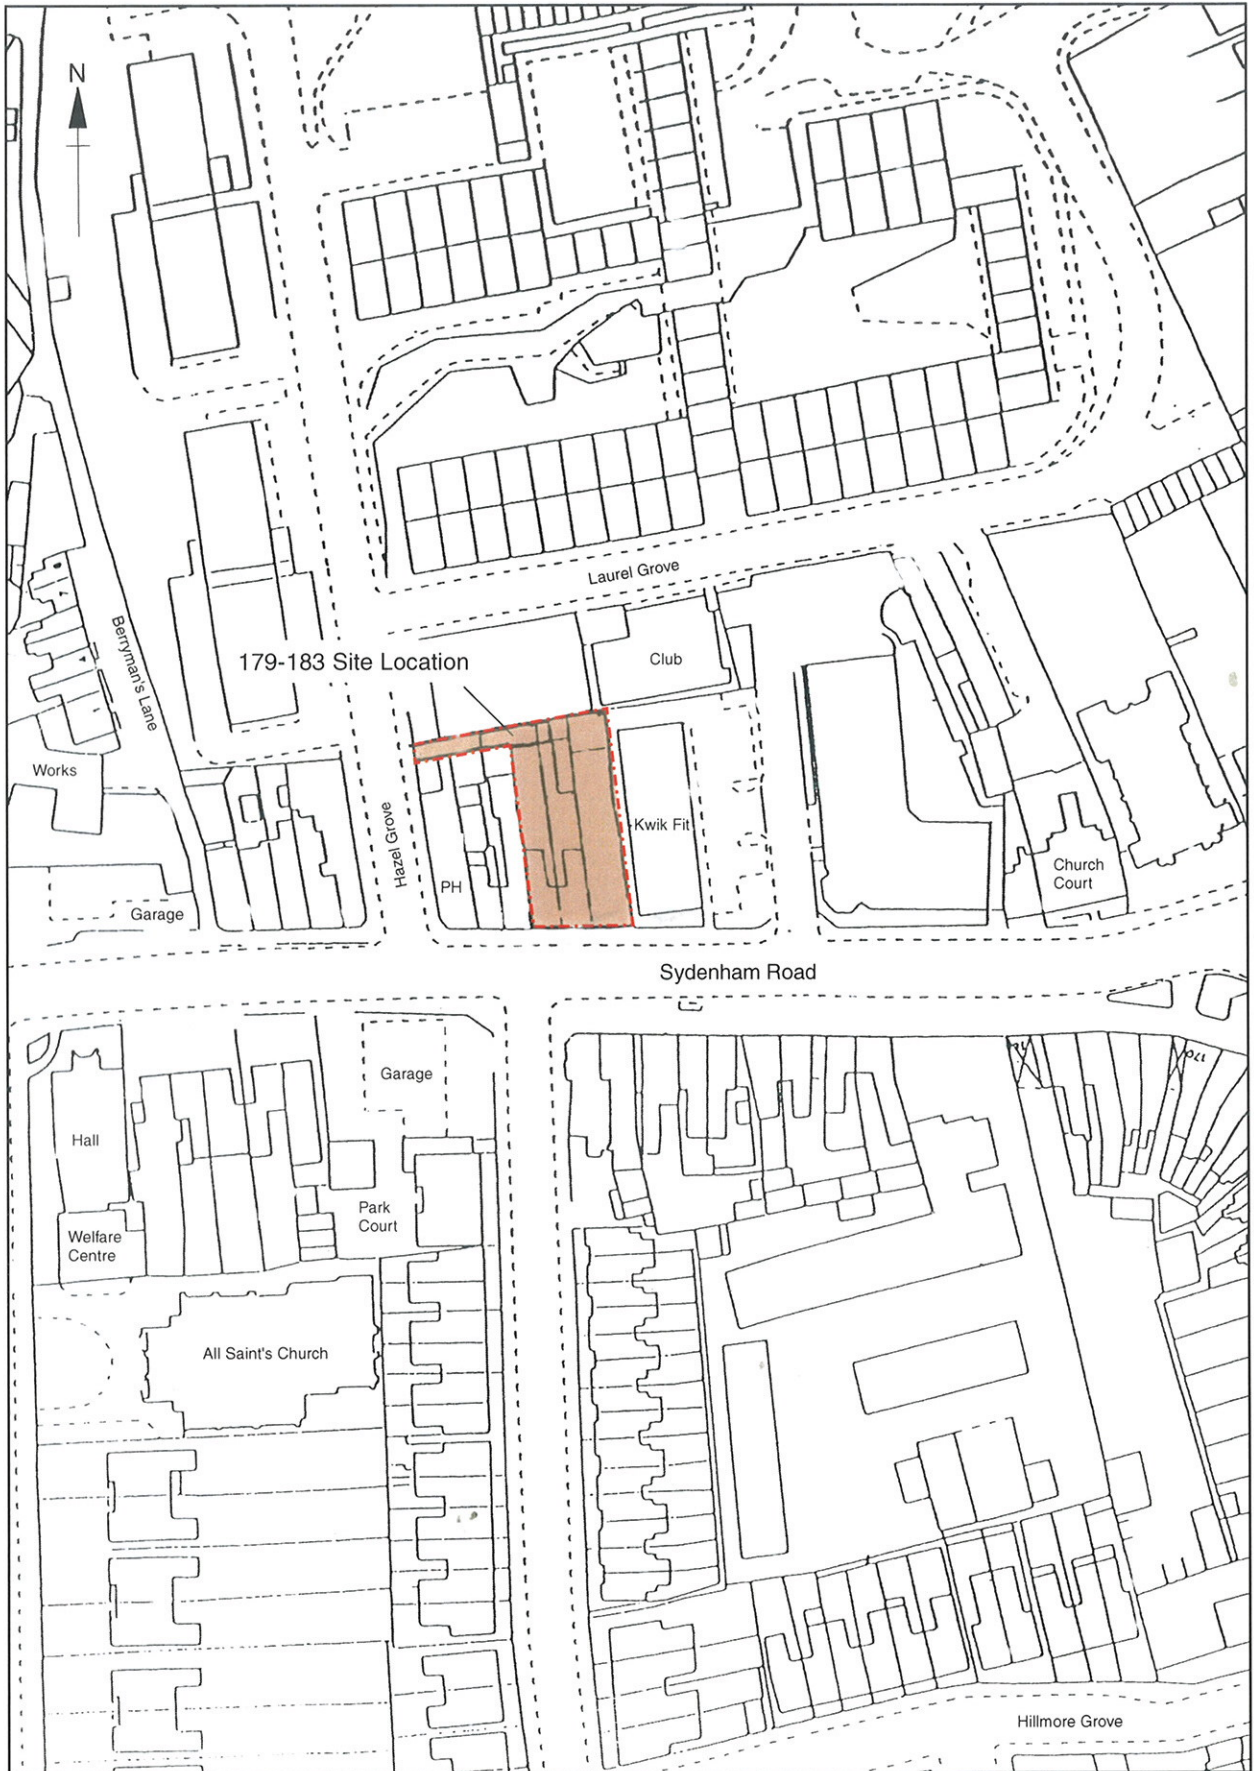 N
Laurel Grove
Berryman's Lane
179-183 Site Location
Club
Works
Hazel Grove
Kwik Fit
PH
Church
Court
Garage
Sydenham Road
Garage
Hall
Park
Court
Welfare
Centre
All Saint's Church
Hillmore Grove